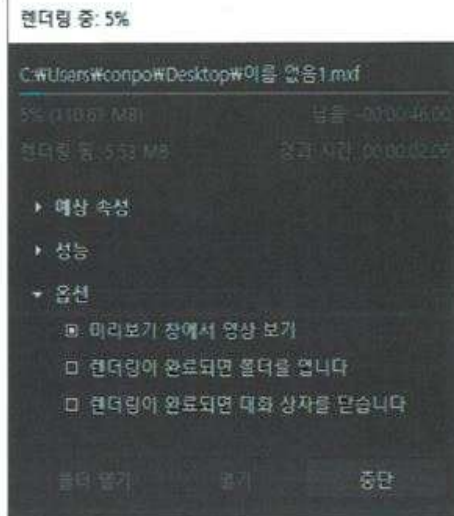 렌더링 중: 5%
C:₩Users₩conpo₩Desktop₩이름 없음1.mxf
5% (110.61 MB) 남음: -00:00:46.00
렌더링 됨: 5.53 MB 경과 시간: 00:00:02.06
▸ 예상 속성
▸ 성능
▾ 옵션
미리보기 창에서 영상 보기
렌더링이 완료되면 폴더를 엽니다
렌더링이 완료되면 대화 상자를 닫습니다
폴더 열기 열기 중단